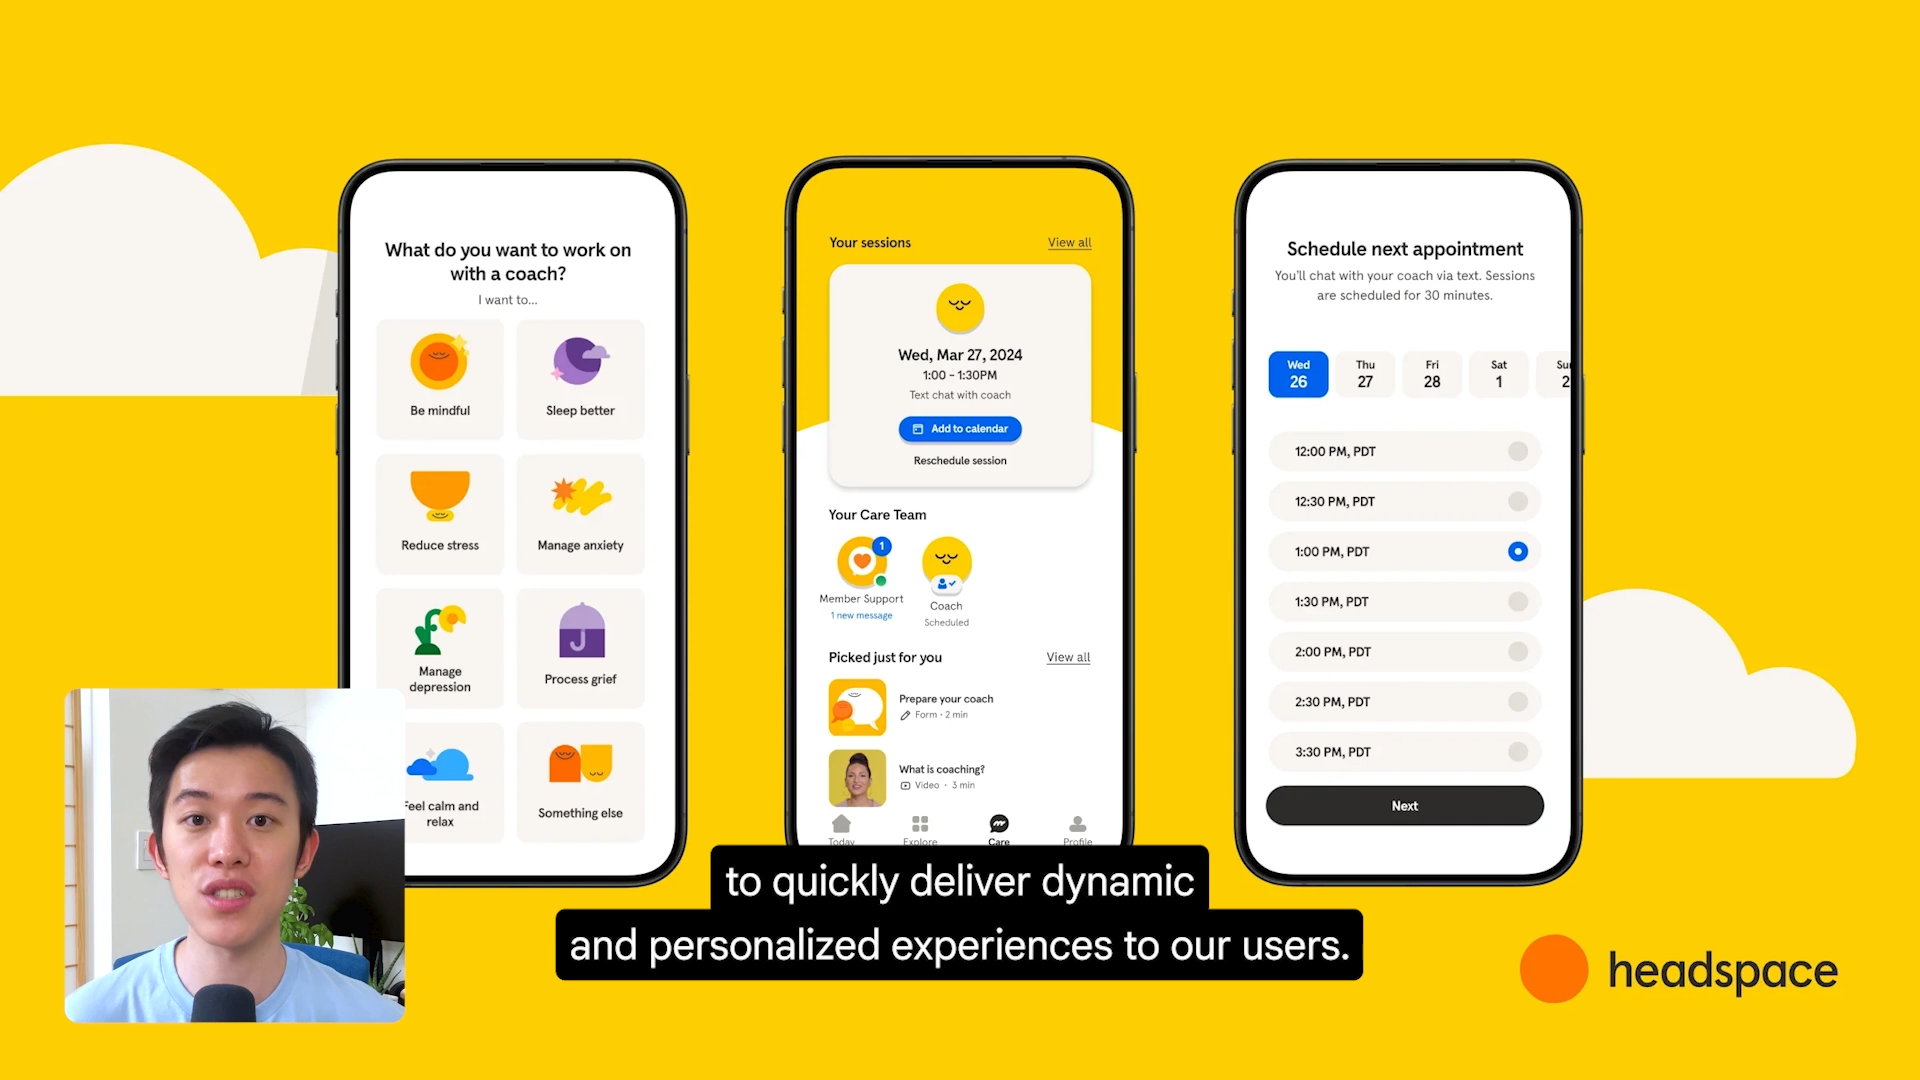 What do you want to work on
with a coach?
I want to...
Be mindful
Sleep better
Reduce stress
Manage anxiety
Manage
depression
Process grief
Feel calm and
relax
Something else
Your sessions
View all
Wed, Mar 27, 2024
1:00 - 1:30PM
Text chat with coach
Add to calendar
Reschedule session
Your Care Team
1
Member Support
1 new message
Coach
Scheduled
Picked just for you
View all
Prepare your coach
Form · 2 min
What is coaching?
Video · 3 min
Today
Explore
Care
Profile
Schedule next appointment
You'll chat with your coach via text. Sessions
are scheduled for 30 minutes.
Wed
26
Thu
27
Fri
28
Sat
1
Sun
2
12:00 PM, PDT
12:30 PM, PDT
1:00 PM, PDT
1:30 PM, PDT
2:00 PM, PDT
2:30 PM, PDT
3:30 PM, PDT
Next
to quickly deliver dynamic
and personalized experiences to our users.
headspace